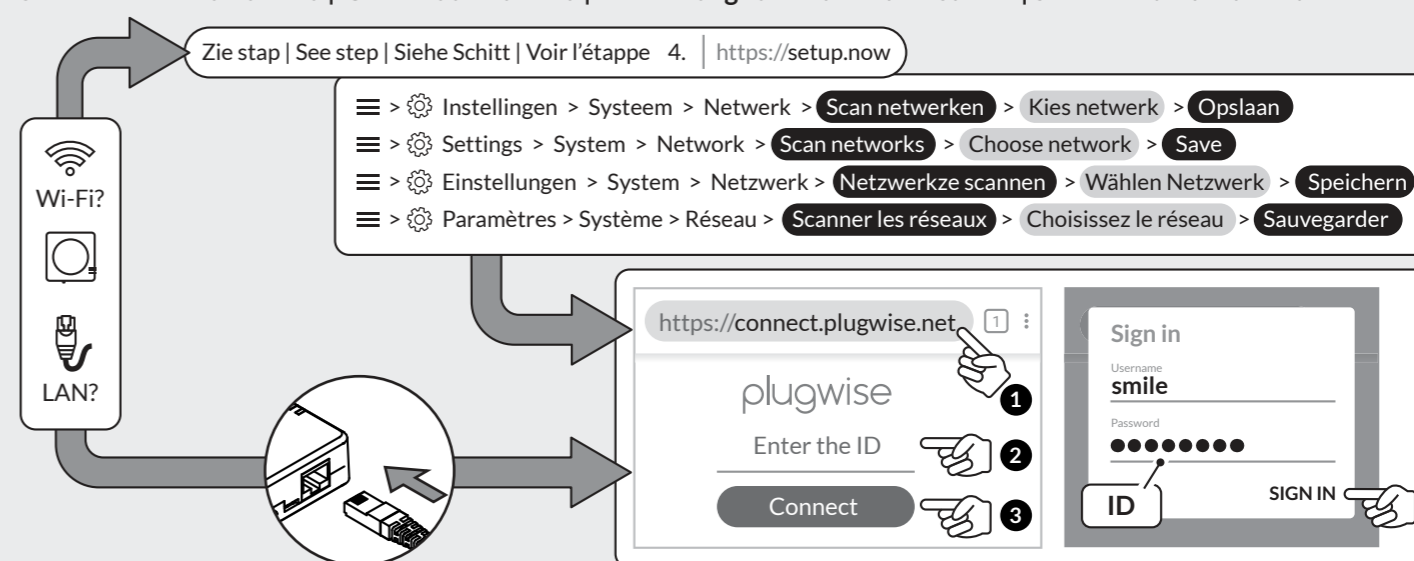 Zie stap | See step | Siehe Schitt | Voir l'étappe 4. | https://setup.now
> Instellingen > Systeem > Netwerk > Scan netwerken > Kies netwerk > Opslaan
> Settings > System > Network > Scan networks > Choose network > Save
> Einstellungen > System > Netzwerk > Netzwerkze scannen > Wählen Netzwerk > Speichern
> Paramètres > Système > Réseau > Scanner les réseaux > Choisissez le réseau > Sauvegarder
Wi-Fi?
LAN?
https://connect.plugwise.net 1
1
plugwise
Enter the ID
2
Connect
3
Sign in
Username
smile
Password
ID
SIGN IN